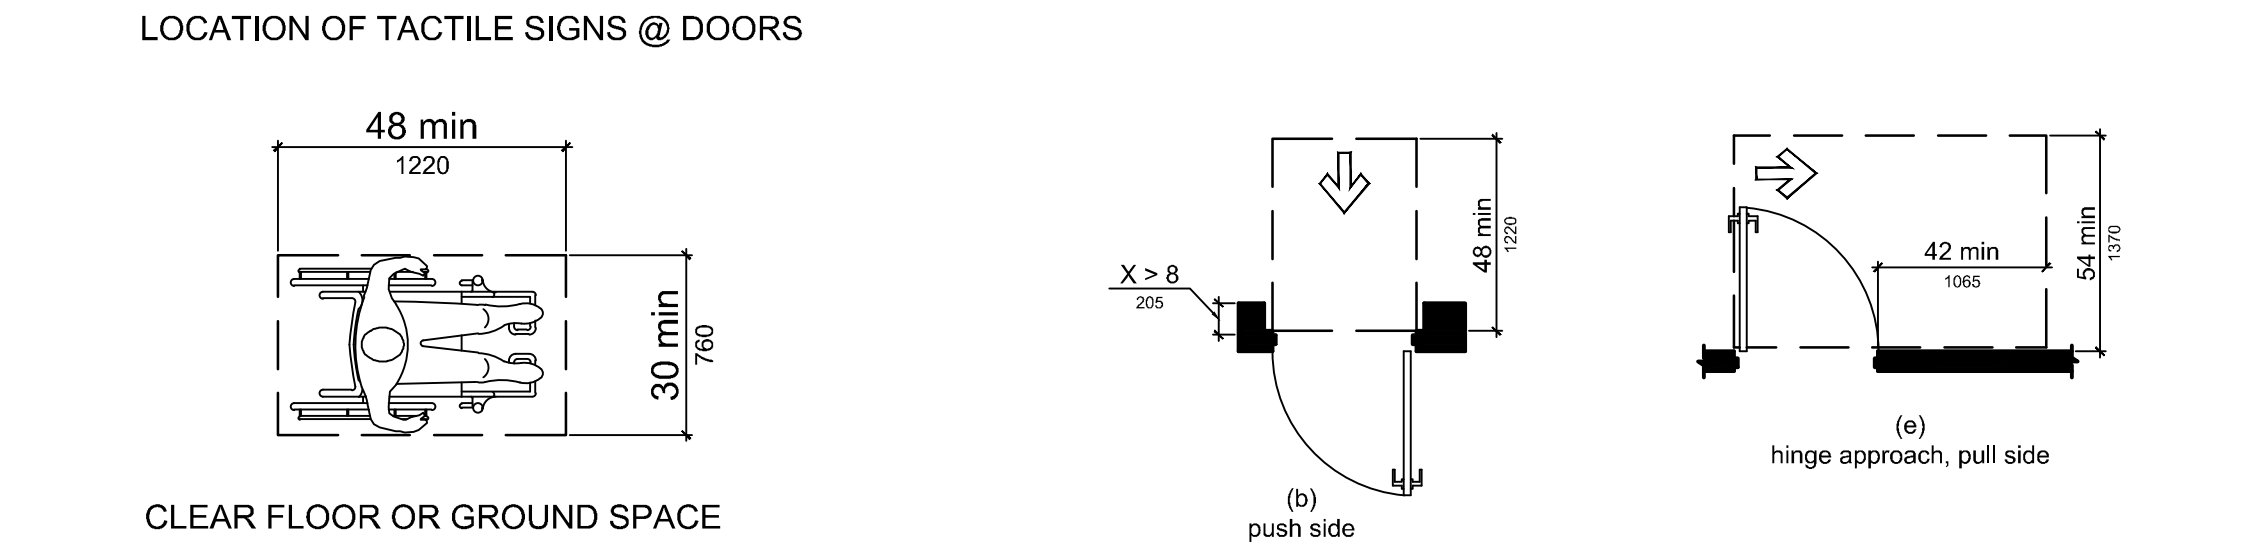 LOCATION OF TACTILE SIGNS @ DOORS
48 min
1220
30 min
760
CLEAR FLOOR OR GROUND SPACE
X > 8
205
48 min
1220
(b)
push side
42 min
1065
54 min
1370
(e)
hinge approach, pull side